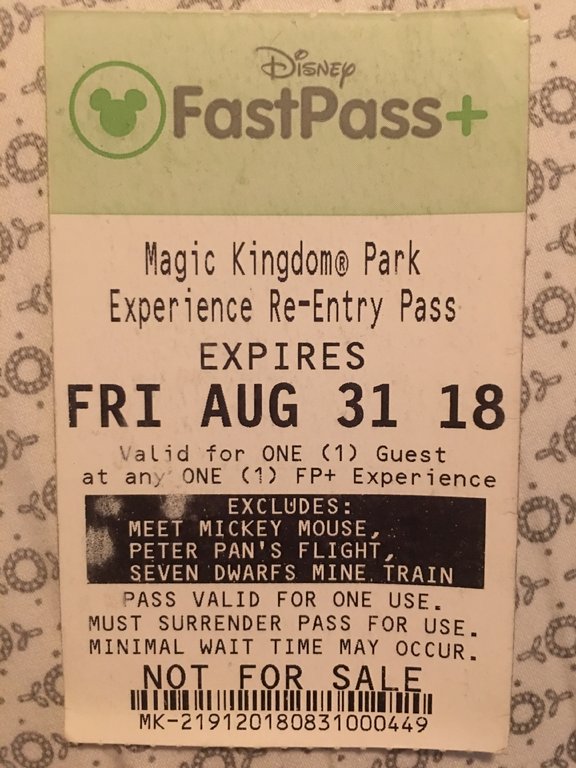 Disney
FastPass+
Magic Kingdom® Park
Experience Re-Entry Pass
EXPIRES
FRI AUG 31 18
Valid for ONE (1) Guest
at any ONE (1) FP+ Experience
EXCLUDES:
MEET MICKEY MOUSE,
PETER PAN'S FLIGHT,
SEVEN DWARFS MINE TRAIN
PASS VALID FOR ONE USE.
MUST SURRENDER PASS FOR USE.
MINIMAL WAIT TIME MAY OCCUR.
NOT FOR SALE
MK-219120180831000449